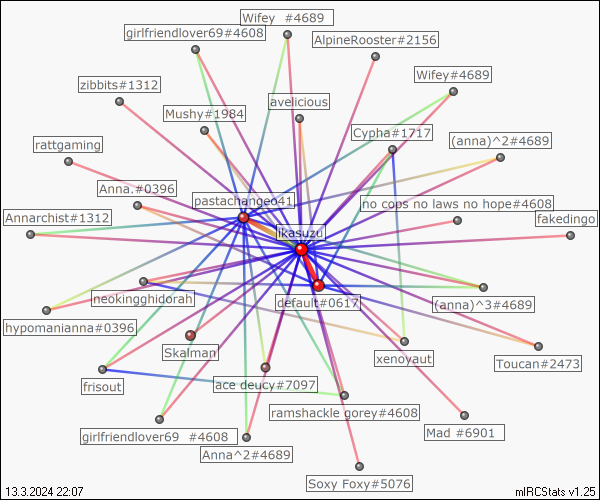 Wifey #4689
girlfriendlover69#4608
AlpineRooster#2156
Wifey#4689
zibbits#1312
avelicious
Mushy#1984
Cypha#1717
(anna)^2#4689
rattgaming
Anna.#0396
pastachangeo41
no cops no laws no hope#4608
Annarchist#1312
fakedingo
ikasuzu
neokingghidorah
default#0617
(anna)^3#4689
hypomanianna#0396
Skalman
xenoyaut
Toucan#2473
frisout
ace deucy#7097
ramshackle gorey#4608
girlfriendlover69 #4608
Mad #6901
Anna^2#4689
Soxy Foxy#5076
13.3.2024 22:07
mIRCStats v1.25